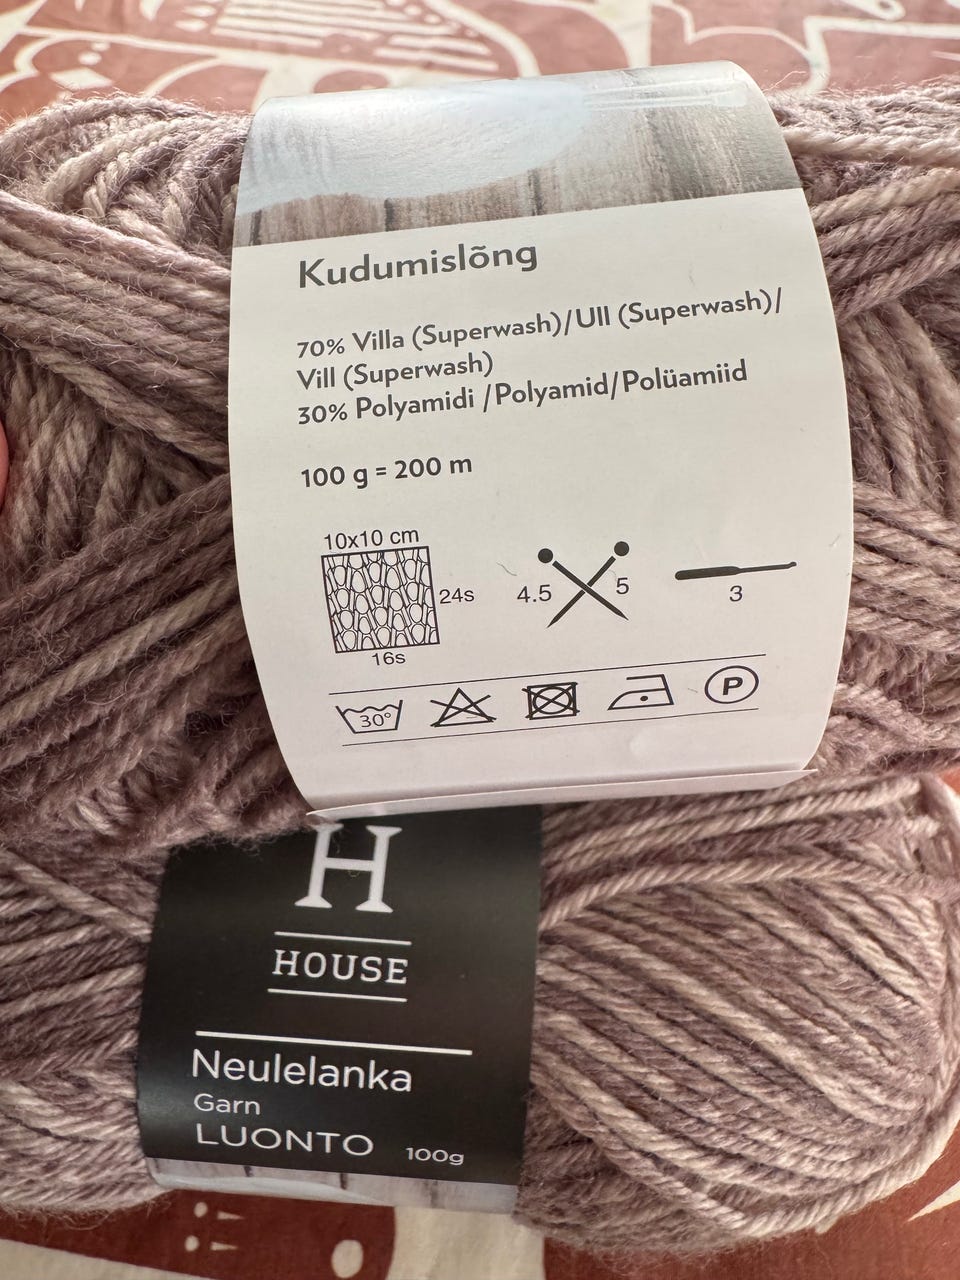 Kudumislõng
70% Villa (Superwash)/Ull (Superwash)/
Vill (Superwash)
30% Polyamidi /Polyamid/Polüamiid
100 g = 200 m
10x10 cm
24s
16s
4.5
5
3
30°
P
H
HOUSE
Neulelanka
Garn
LUONTO 100g